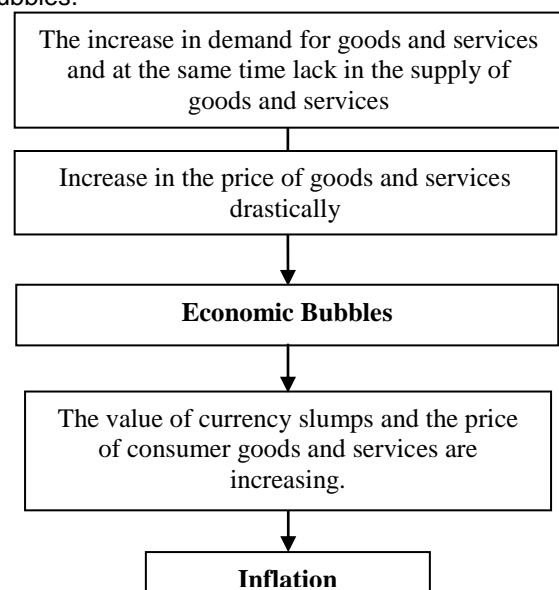 The increase in demand for goods and services
and at the same time lack in the supply of
goods and services
Increase in the price of goods and services
drastically
Economic Bubbles
The value of currency slumps and the price
of consumer goods and services are
increasing.
Inflation